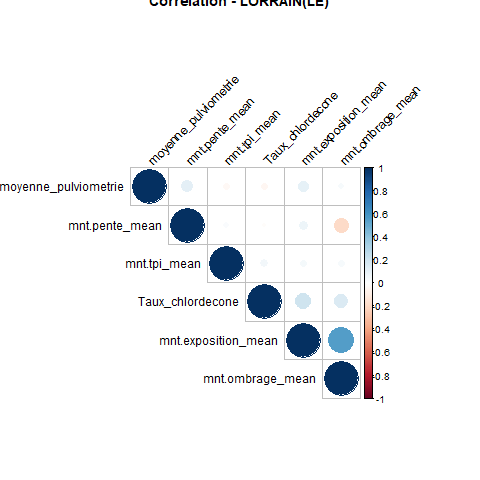 Correlation - LORRAIN(LE)
moyenne_pulviometrie
mnt.pente_mean
mnt.tpi_mean
Taux_chlordecone
mnt.exposition_mean
mnt.ombrage_mean
moyenne_pulviometrie
mnt.pente_mean
mnt.tpi_mean
Taux_chlordecone
mnt.exposition_mean
mnt.ombrage_mean
1
0.8
0.6
0.4
0.2
0
-0.2
-0.4
-0.6
-0.8
-1